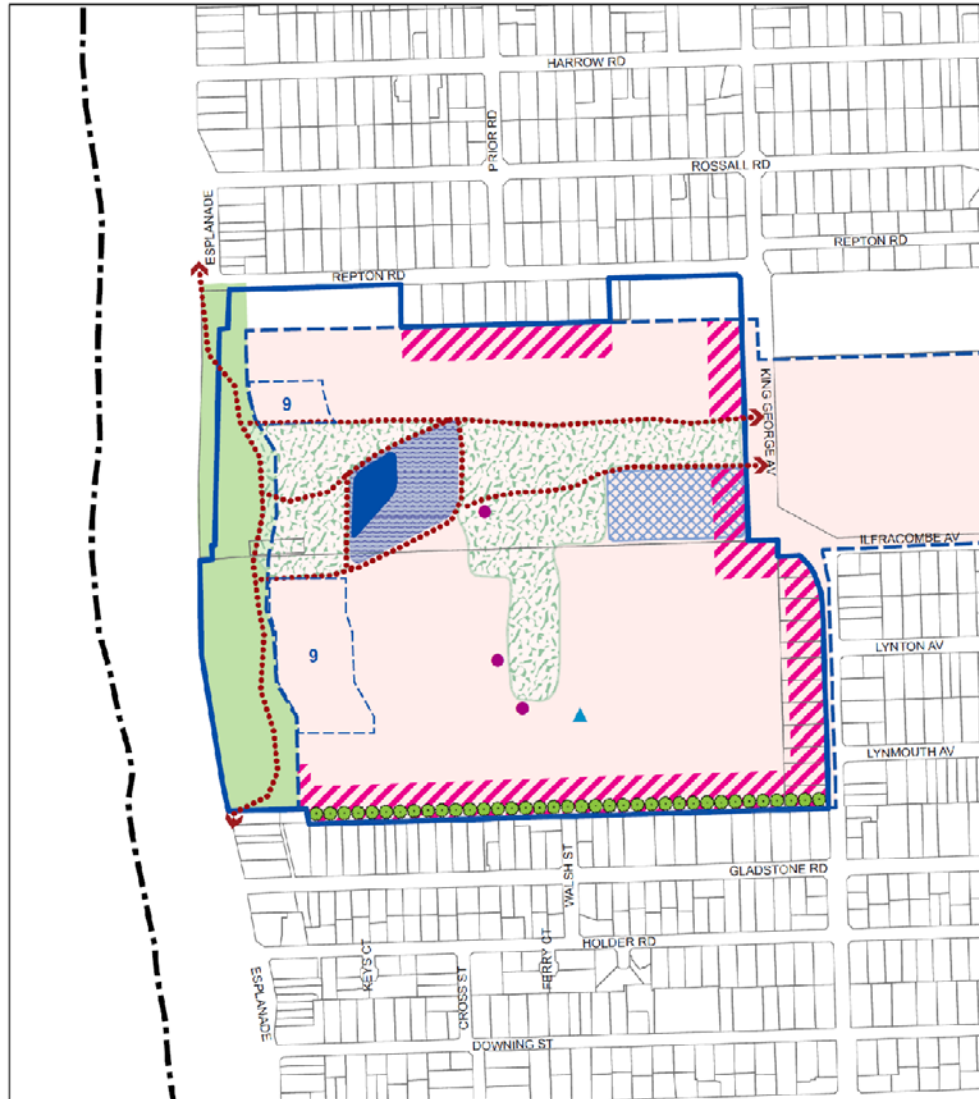 HARROW RD
PRIOR RD
ROSSALL RD
ESPLANADE
REPTON RD
REPTON RD
KING GEORGE AV
9
ILFRACOMBE AV
LYNTON AV
9
LYNMOUTH AV
WALSH ST
GLADSTONE RD
HOLDER RD
KEYS CT
FERRY CT
CROSS ST
ESPLANADE
DOWNING ST